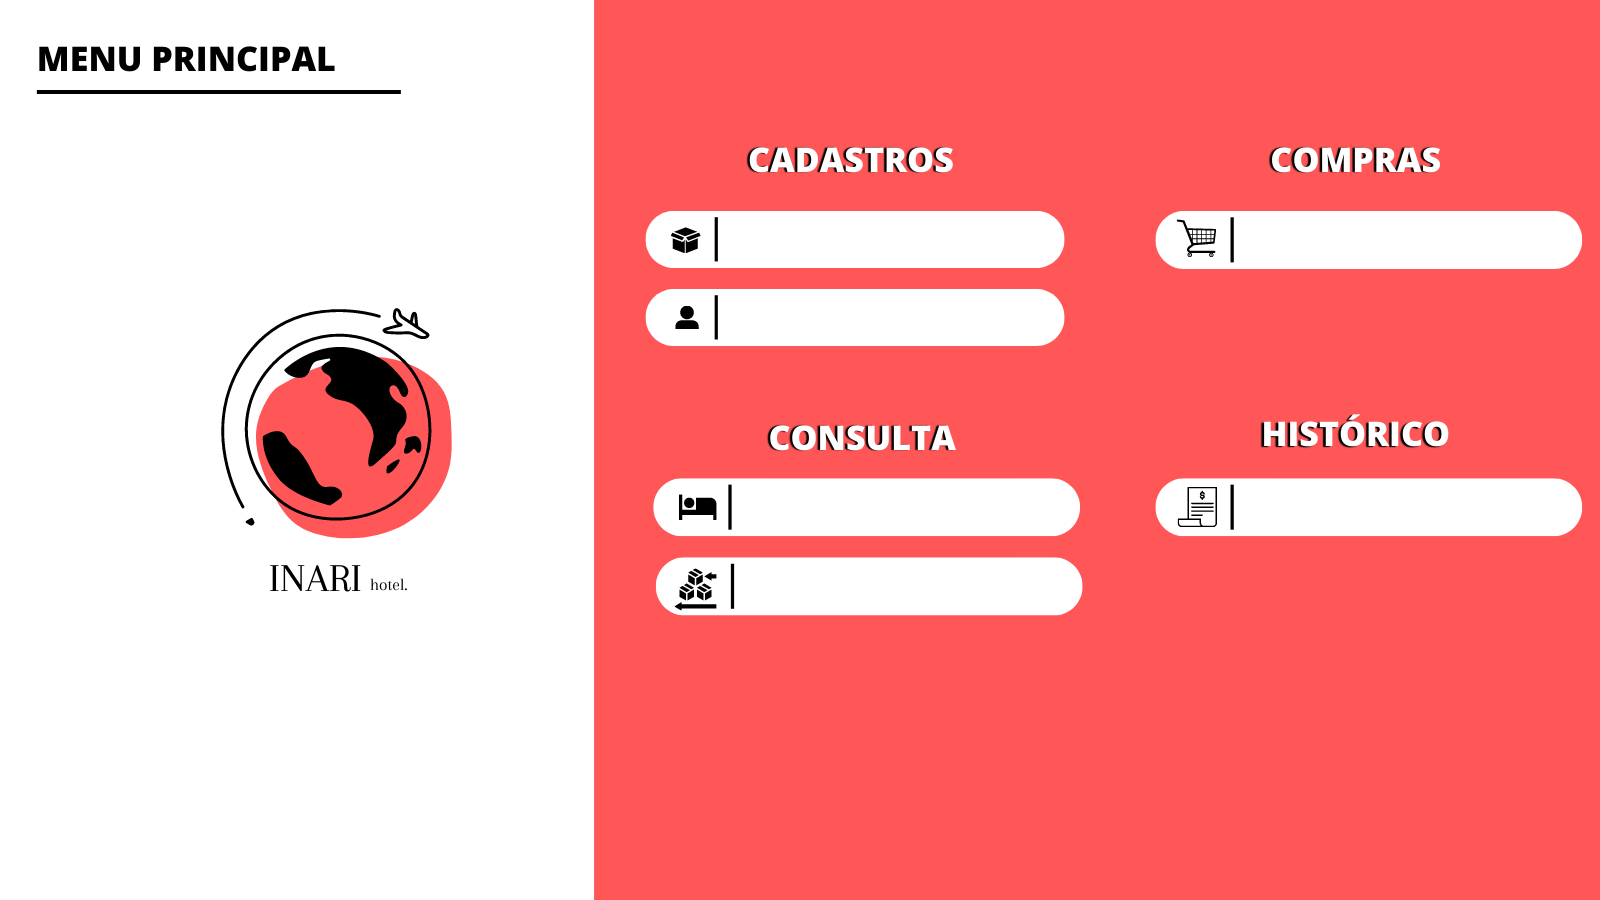 MENU PRINCIPAL
CADASTROS
COMPRAS
CONSULTA
HISTÓRICO
$
INARI hotel.